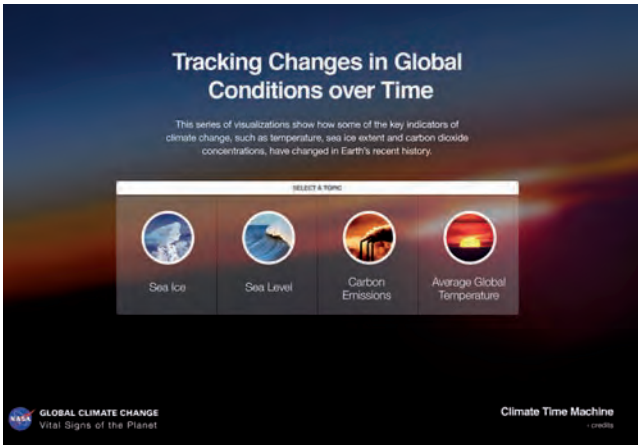 Tracking Changes in Global
Conditions over Time
This series of visualizations show how some of the key indicators of
climate change, such as temperature, sea ice extent and carbon dioxide
concentrations, have changed in Earth's recent history.
SELECT A TOPIC
Sea Ice
Sea Level
Carbon
Emissions
Average Global
Temperature
NASA
GLOBAL CLIMATE CHANGE
Vital Signs of the Planet
Climate Time Machine
- credits